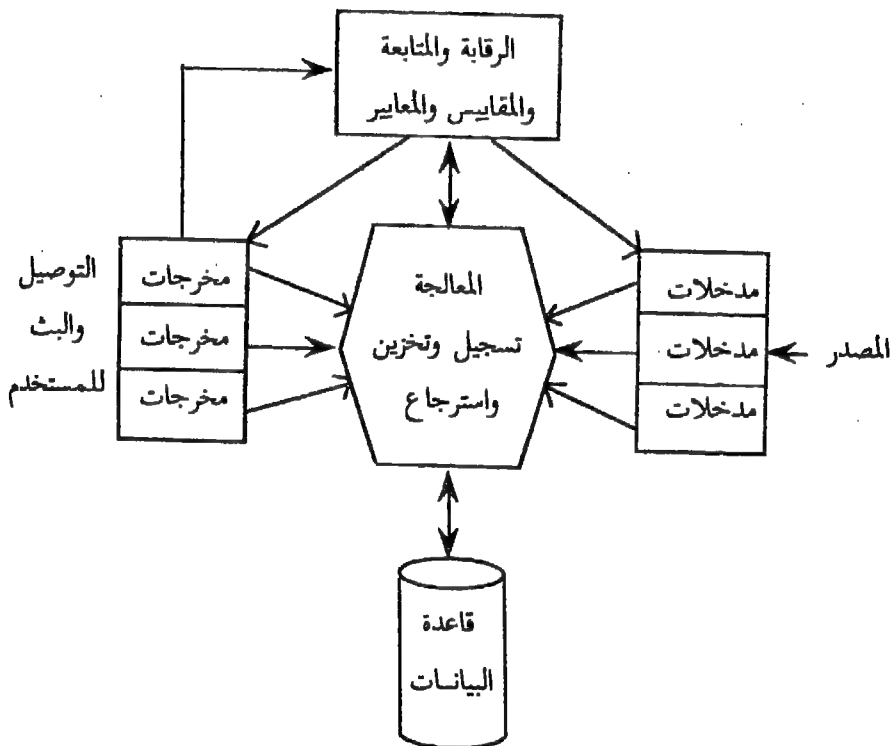 الرقابة والمتابعة
والمقاييس والمعايير
المصدر
مدخلات
مدخلات
مدخلات
المعالجة
تسجيل وتخزين
واسترجاع
مخرجات
مخرجات
مخرجات
التوصيل
والبث
للمستخدم
قاعدة
البيانات